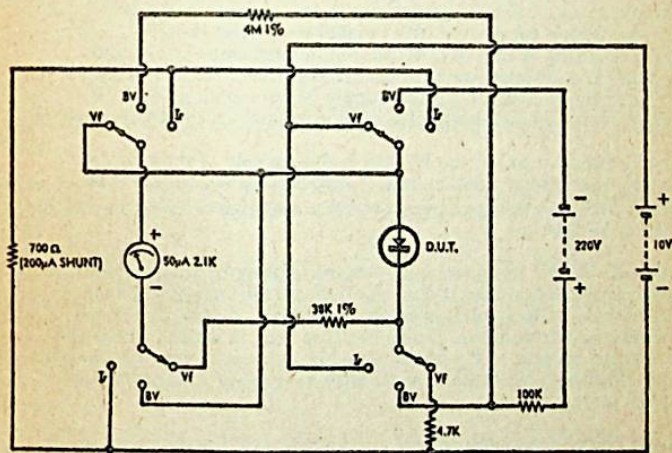 4M 1%
BV
BV
Ir
Ir
Vf
Vf
+
−
+
700 Ω
(200µA SHUNT)
50µA 2.1K
D.U.T.
220V
10V
−
+
−
38K 1%
Ir
Vf
BV
Ir
Vf
BV
100K
4.7K